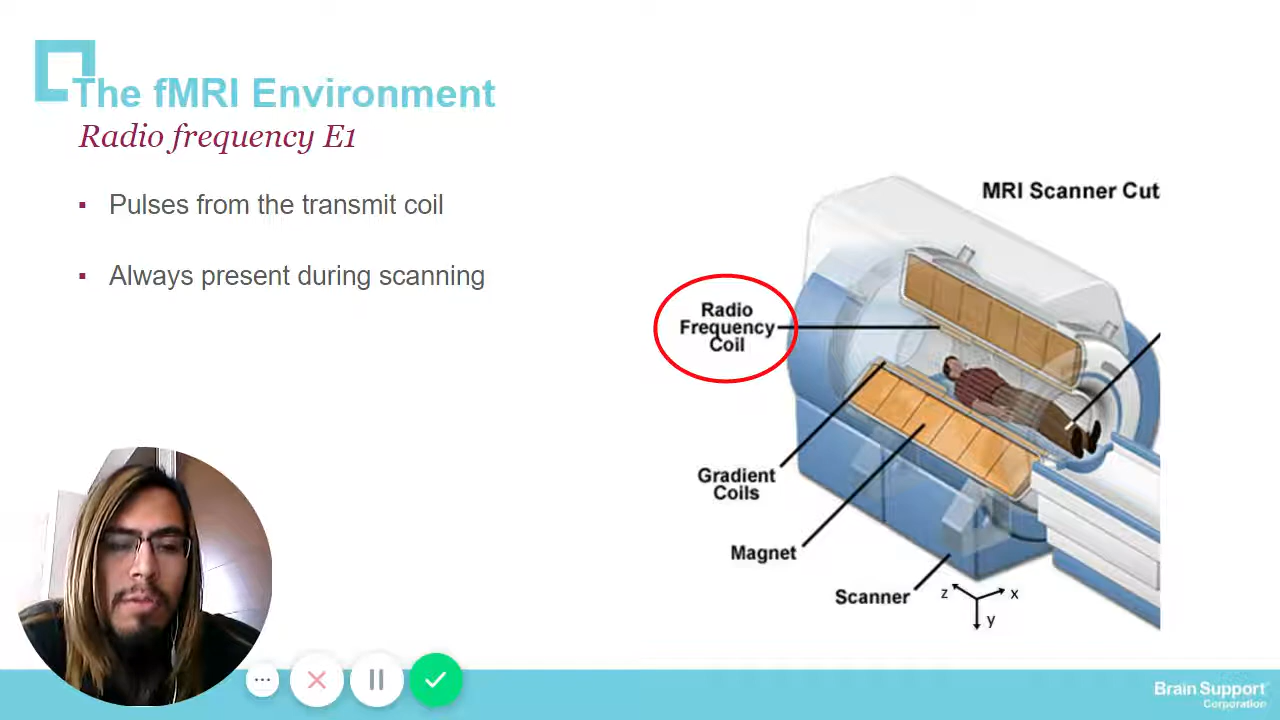 The fMRI Environment
Radio frequency E1
▪ Pulses from the transmit coil
▪ Always present during scanning
MRI Scanner Cut
Radio
Frequency
Coil
Gradient
Coils
Magnet
Scanner
z
x
y
Brain Support
Corporation